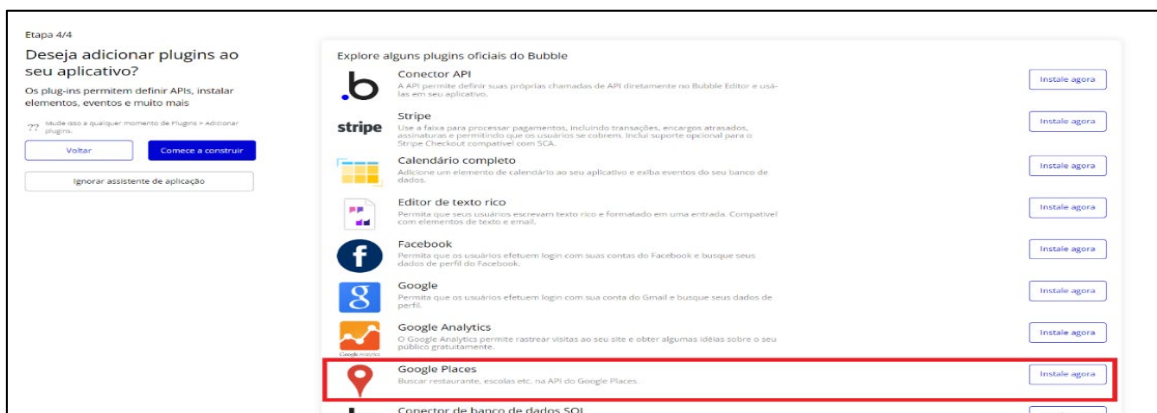 Etapa 4/4
Deseja adicionar plugins ao
seu aplicativo?
Os plug-ins permitem definir APIs, instalar
elementos, eventos e muito mais
?? Mude isso a qualquer momento de Plugins > Adicionar
plugins.
Voltar
Comece a construir
Ignorar assistente de aplicação
Explore alguns plugins oficiais do Bubble
.b
Conector API
A API permite definir suas próprias chamadas de API diretamente no Bubble Editor e usá-
las em seu aplicativo.
Instale agora
stripe
Stripe
Use a faixa para processar pagamentos, incluindo transações, encargos atrasados,
assinaturas e permitindo que os usuários se cobrem. Inclui suporte opcional para o
Stripe Checkout compatível com SCA.
Instale agora
Calendário completo
Adicione um elemento de calendário ao seu aplicativo e exiba eventos do seu banco de
dados.
Instale agora
Editor de texto rico
Permita que seus usuários escrevam texto rico e formatado em uma entrada. Compatível
com elementos de texto e email.
Instale agora
f
Facebook
Permita que os usuários efetuem login com suas contas do Facebook e busque seus
dados de perfil do Facebook.
Instale agora
g
Google
Permita que os usuários efetuem login com sua conta do Gmail e busque seus dados de
perfil.
Instale agora
Google Analytics
Google Analytics
O Google Analytics permite rastrear visitas ao seu site e obter algumas idéias sobre o seu
público gratuitamente.
Instale agora
Google Places
Buscar restaurante, escolas etc. na API do Google Places.
Instale agora
Conector de banco de dados SQL